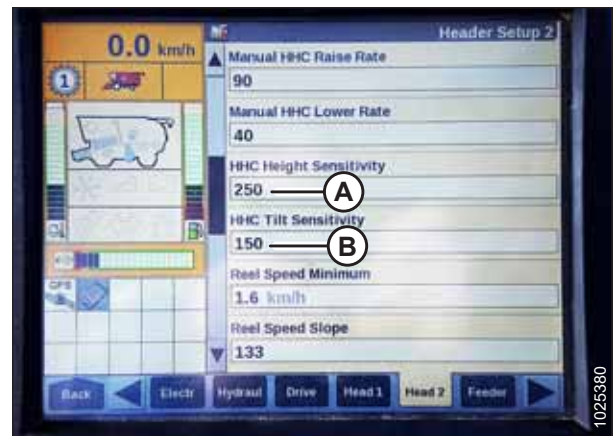 0.0 km/h
Header Setup 2
1
Manual HHC Raise Rate
90
Manual HHC Lower Rate
40
HHC Height Sensitivity
250
A
HHC Tilt Sensitivity
150
B
Reel Speed Minimum
1.6 km/h
Reel Speed Slope
133
GPS
Back
Electr
Hydraul
Drive
Head 1
Head 2
Feeder
1025380